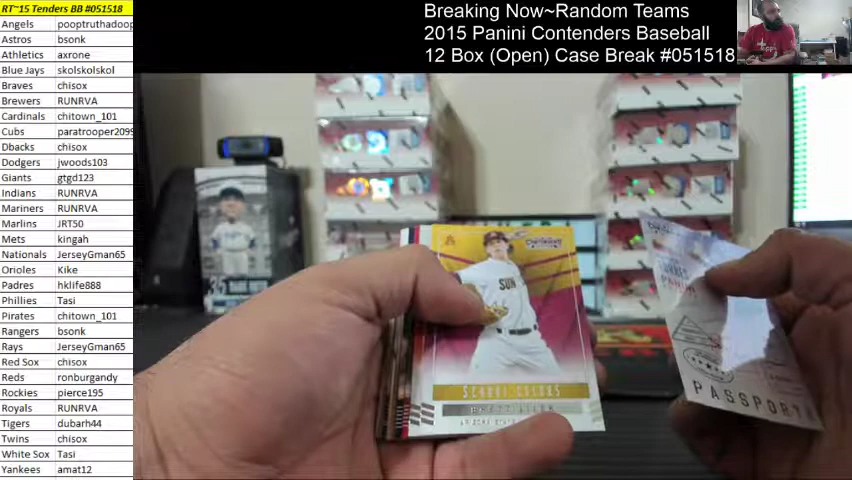 RT~15 Tenders BB #051518
Angels pooptruthadoop
Astros bsonk
Athletics axrone
Blue Jays skolskolskol
Braves chisox
Brewers RUNRVA
Cardinals chitown_101
Cubs paratrooper2099
Dbacks chisox
Dodgers jwoods103
Giants gtgd123
Indians RUNRVA
Mariners RUNRVA
Marlins JRT50
Mets kingah
Nationals JerseyGman65
Orioles Kike
Padres hklife888
Phillies Tasi
Pirates chitown_101
Rangers bsonk
Rays JerseyGman65
Red Sox chisox
Reds ronburgandy
Rockies pierce195
Royals RUNRVA
Tigers dubarh44
Twins chisox
White Sox Tasi
Yankees amat12
Breaking Now~Random Teams
2015 Panini Contenders Baseball
12 Box (Open) Case Break #051518
SUN
SCHOOL COLORS
PASSPORT
35